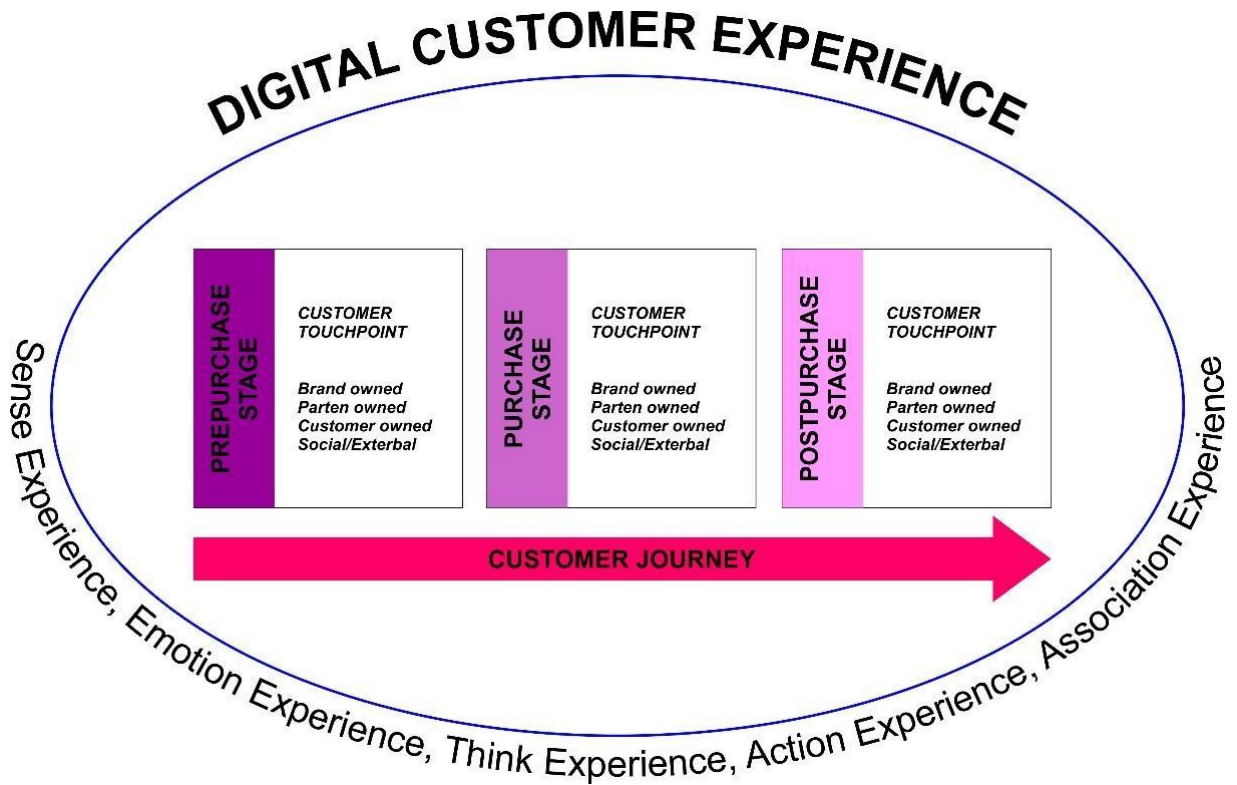 DIGITAL CUSTOMER EXPERIENCE
PREPURCHASE
STAGE
CUSTOMER
TOUCHPOINT
Brand owned
Parten owned
Customer owned
Social/Exterbal
PURCHASE
STAGE
CUSTOMER
TOUCHPOINT
Brand owned
Parten owned
Customer owned
Social/Exterbal
POSTPURCHASE
STAGE
CUSTOMER
TOUCHPOINT
Brand owned
Parten owned
Customer owned
Social/Exterbal
CUSTOMER JOURNEY
Sense Experience, Emotion Experience, Think Experience, Action Experience, Association Experience